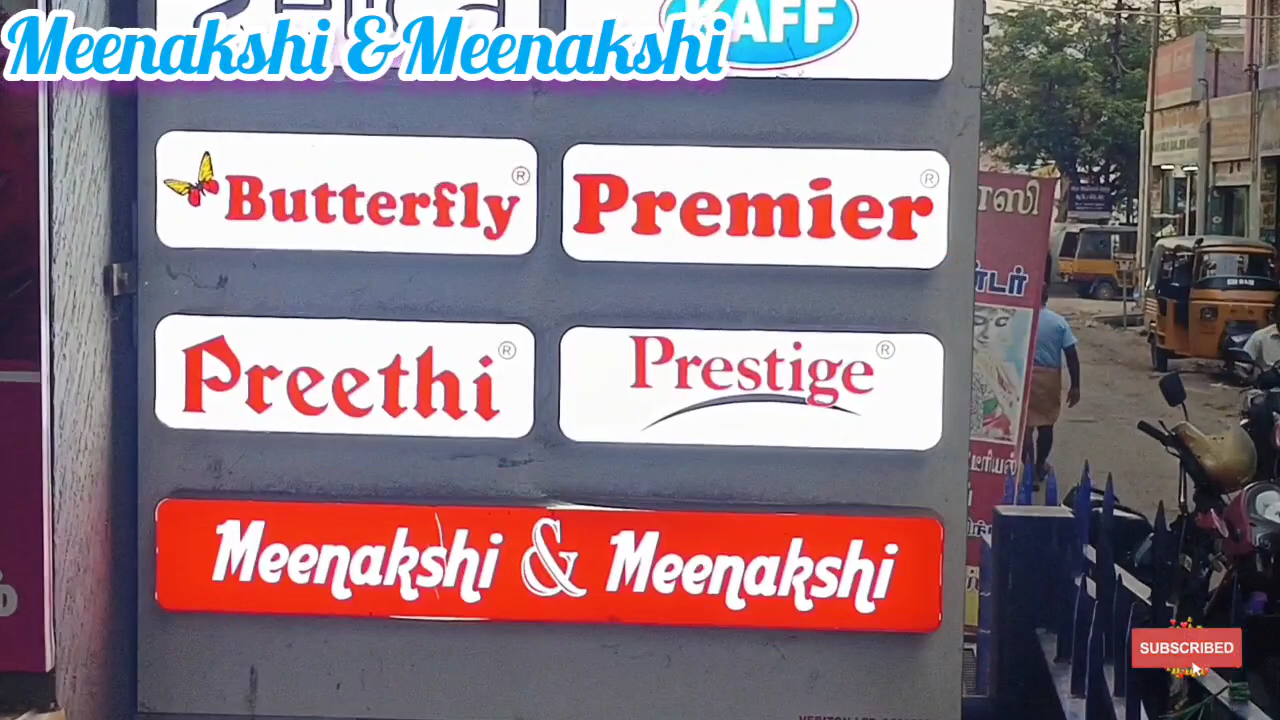 Meenakshi & Meenakshi
KAFF
Butterfly®
Premier®
Preethi®
Prestige®
Meenakshi & Meenakshi
SUBSCRIBED